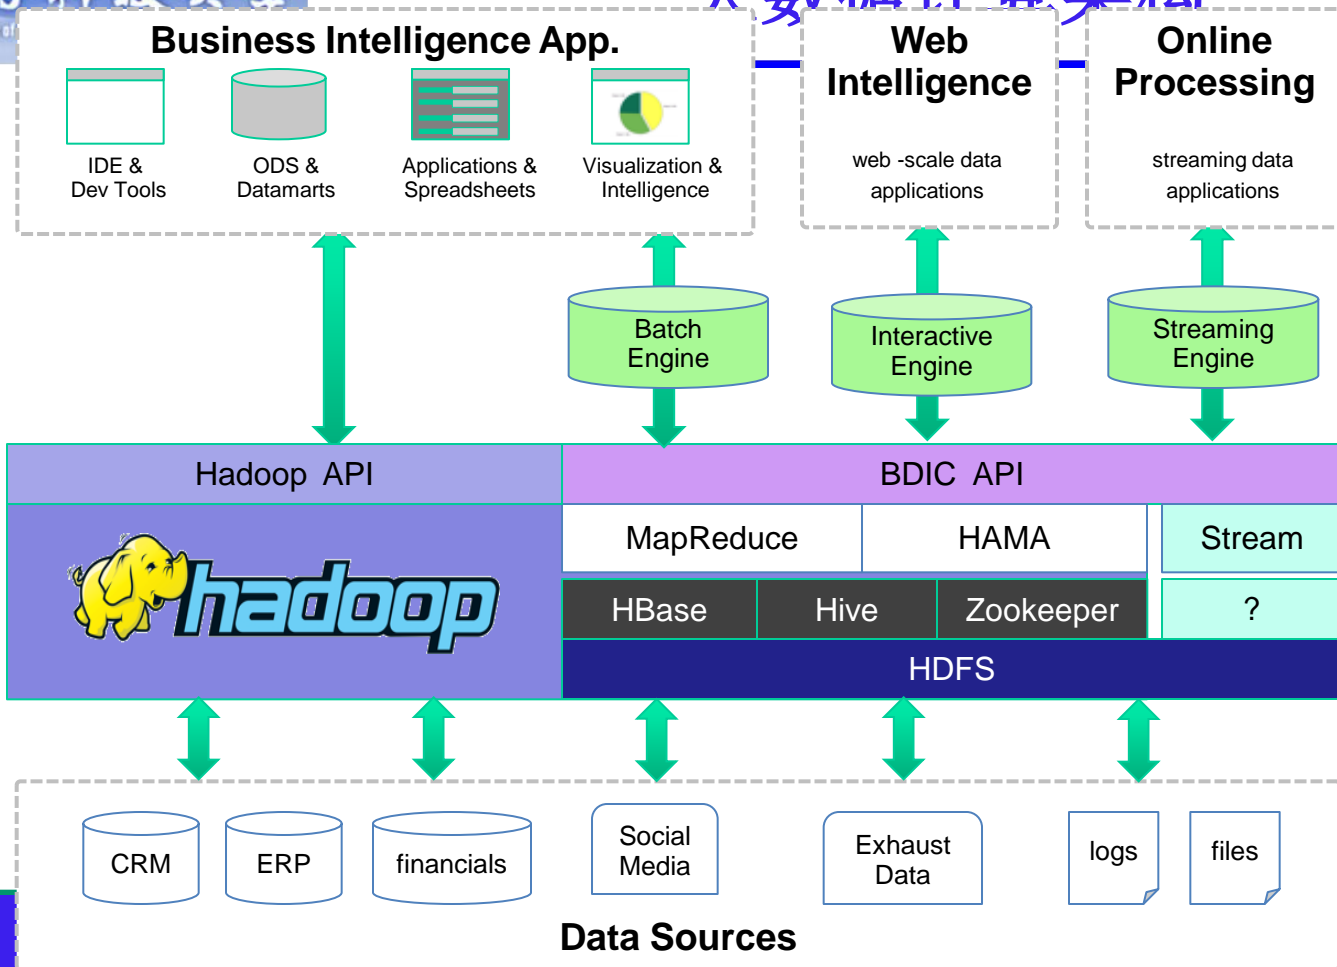 Business Intelligence App.
IDE &
Dev Tools
ODS &
Datamarts
Applications &
Spreadsheets
Visualization &
Intelligence
Web
Intelligence
web -scale data
applications
Online
Processing
streaming data
applications
Batch
Engine
Interactive
Engine
Streaming
Engine
Hadoop API
BDIC API
hadoop
MapReduce
HAMA
Stream
HBase
Hive
Zookeeper
?
HDFS
CRM
ERP
financials
Social
Media
Exhaust
Data
logs
files
Data Sources